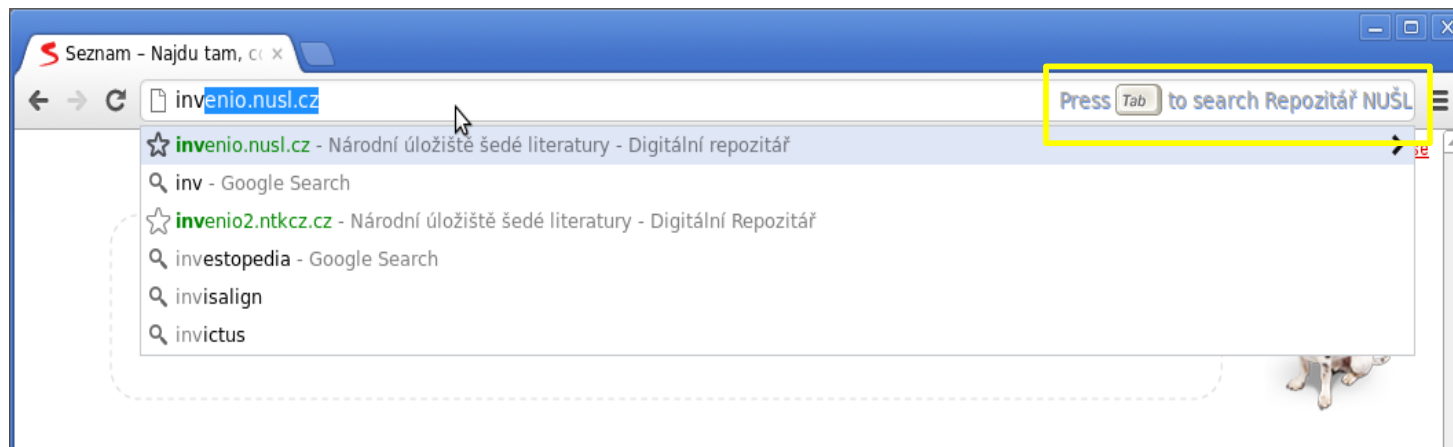 Seznam – Najdu tam, c
invenio.nusl.cz Press Tab to search Repozitář NUŠL
invenio.nusl.cz - Národní úložiště šedé literatury - Digitální repozitář
inv - Google Search
invenio2.ntkcz.cz - Národní úložiště šedé literatury - Digitální Repozitář
investopedia - Google Search
invisalign
invictus